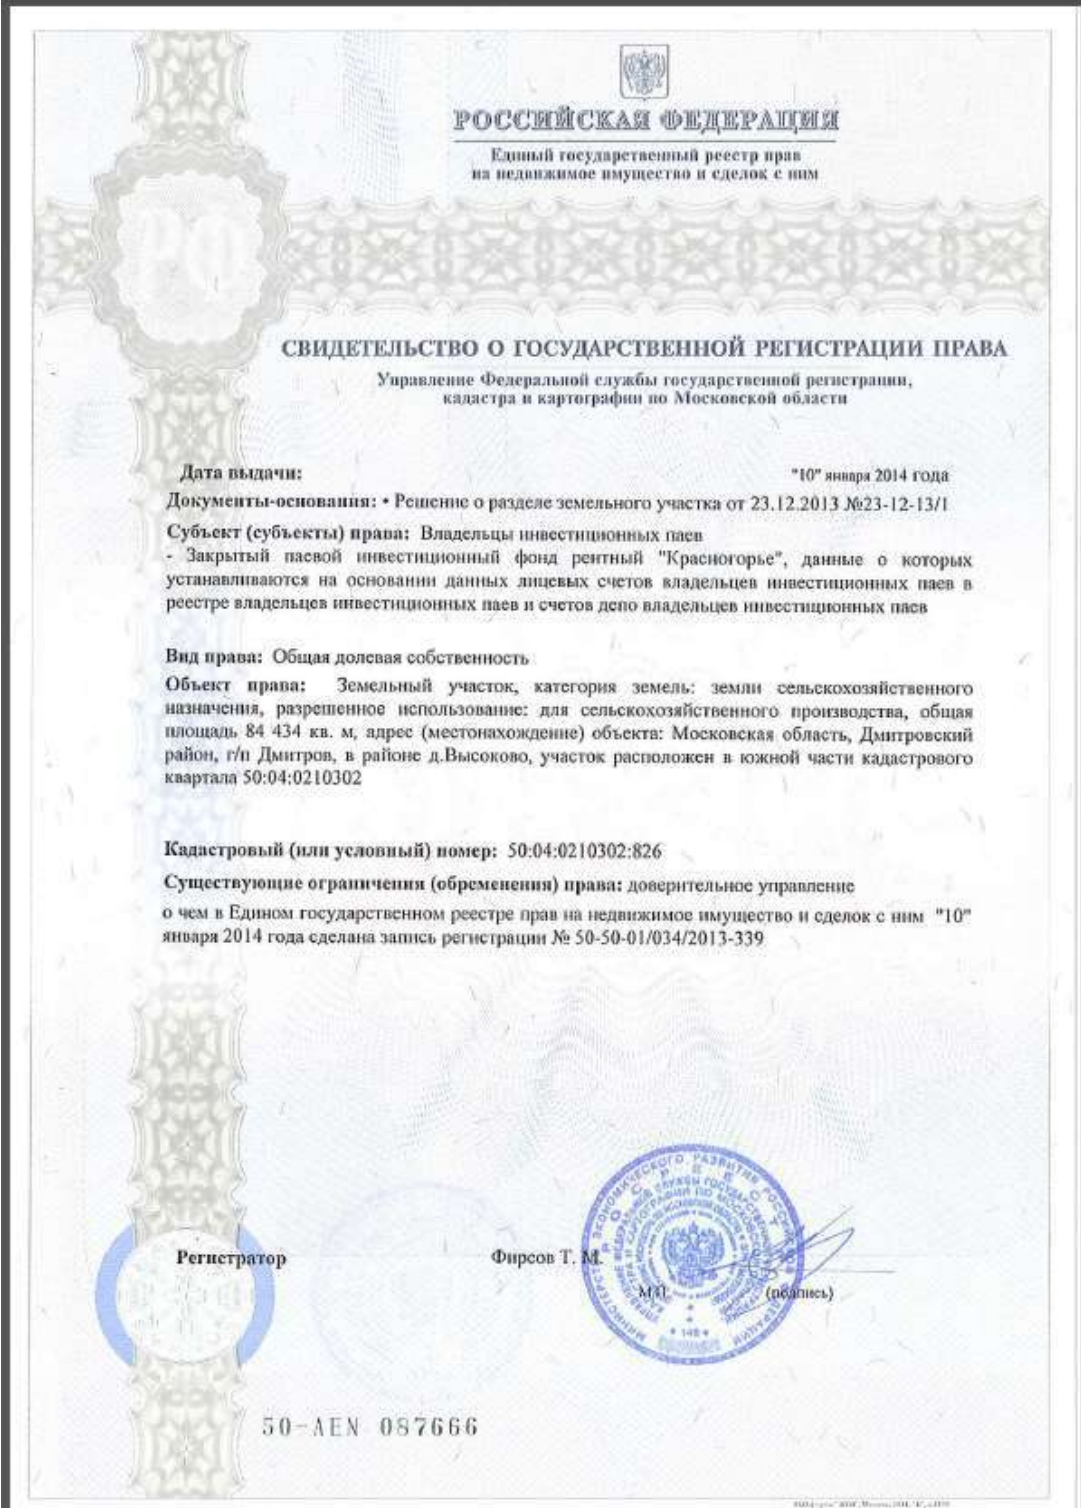 РОССИЙСКАЯ ФЕДЕРАЦИЯ
Единый государственный реестр прав
на недвижимое имущество и сделок с ним
РФ
СВИДЕТЕЛЬСТВО О ГОСУДАРСТВЕННОЙ РЕГИСТРАЦИИ ПРАВА
Управление Федеральной службы государственной регистрации,
кадастра и картографии по Московской области
Дата выдачи: "10" января 2014 года
Документы-основания: • Решение о разделе земельного участка от 23.12.2013 №23-12-13/1
Субъект (субъекты) права: Владельцы инвестиционных паев
- Закрытый паевой инвестиционный фонд рентный "Красногорье", данные о которых
устанавливаются на основании данных лицевых счетов владельцев инвестиционных паев в
реестре владельцев инвестиционных паев и счетов депо владельцев инвестиционных паев
Вид права: Общая долевая собственность
Объект права: Земельный участок, категория земель: земли сельскохозяйственного
назначения, разрешенное использование: для сельскохозяйственного производства, общая
площадь 84 434 кв. м, адрес (местонахождение) объекта: Московская область, Дмитровский
район, г/п Дмитров, в районе д.Высоково, участок расположен в южной части кадастрового
квартала 50:04:0210302
Кадастровый (или условный) номер: 50:04:0210302:826
Существующие ограничения (обременения) права: доверительное управление
о чем в Едином государственном реестре прав на недвижимое имущество и сделок с ним "10"
января 2014 года сделана запись регистрации № 50-50-01/034/2013-339
Регистратор Фирсов Т. М.
М.П. (подпись)
МИНИСТЕРСТВО ЭКОНОМИЧЕСКОГО РАЗВИТИЯ РОССИЙСКОЙ ФЕДЕРАЦИИ
РОСРЕЕСТР
50-AEN 087666